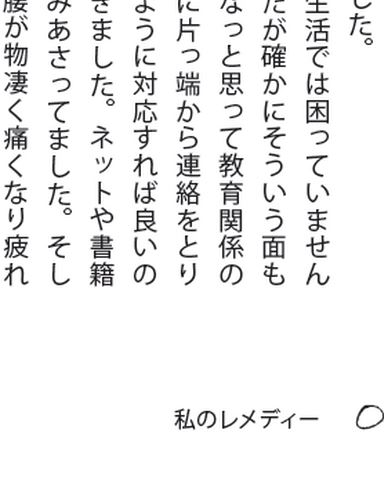 した。
生活では困っていません
だが確かにそういう面も
なっと思って教育関係の
に片っ端から連絡をとり
ように対応すれば良いの
きました。ネットや書籍
みあさってました。そし
腰が物凄く痛くなり疲れ
私のレメディー